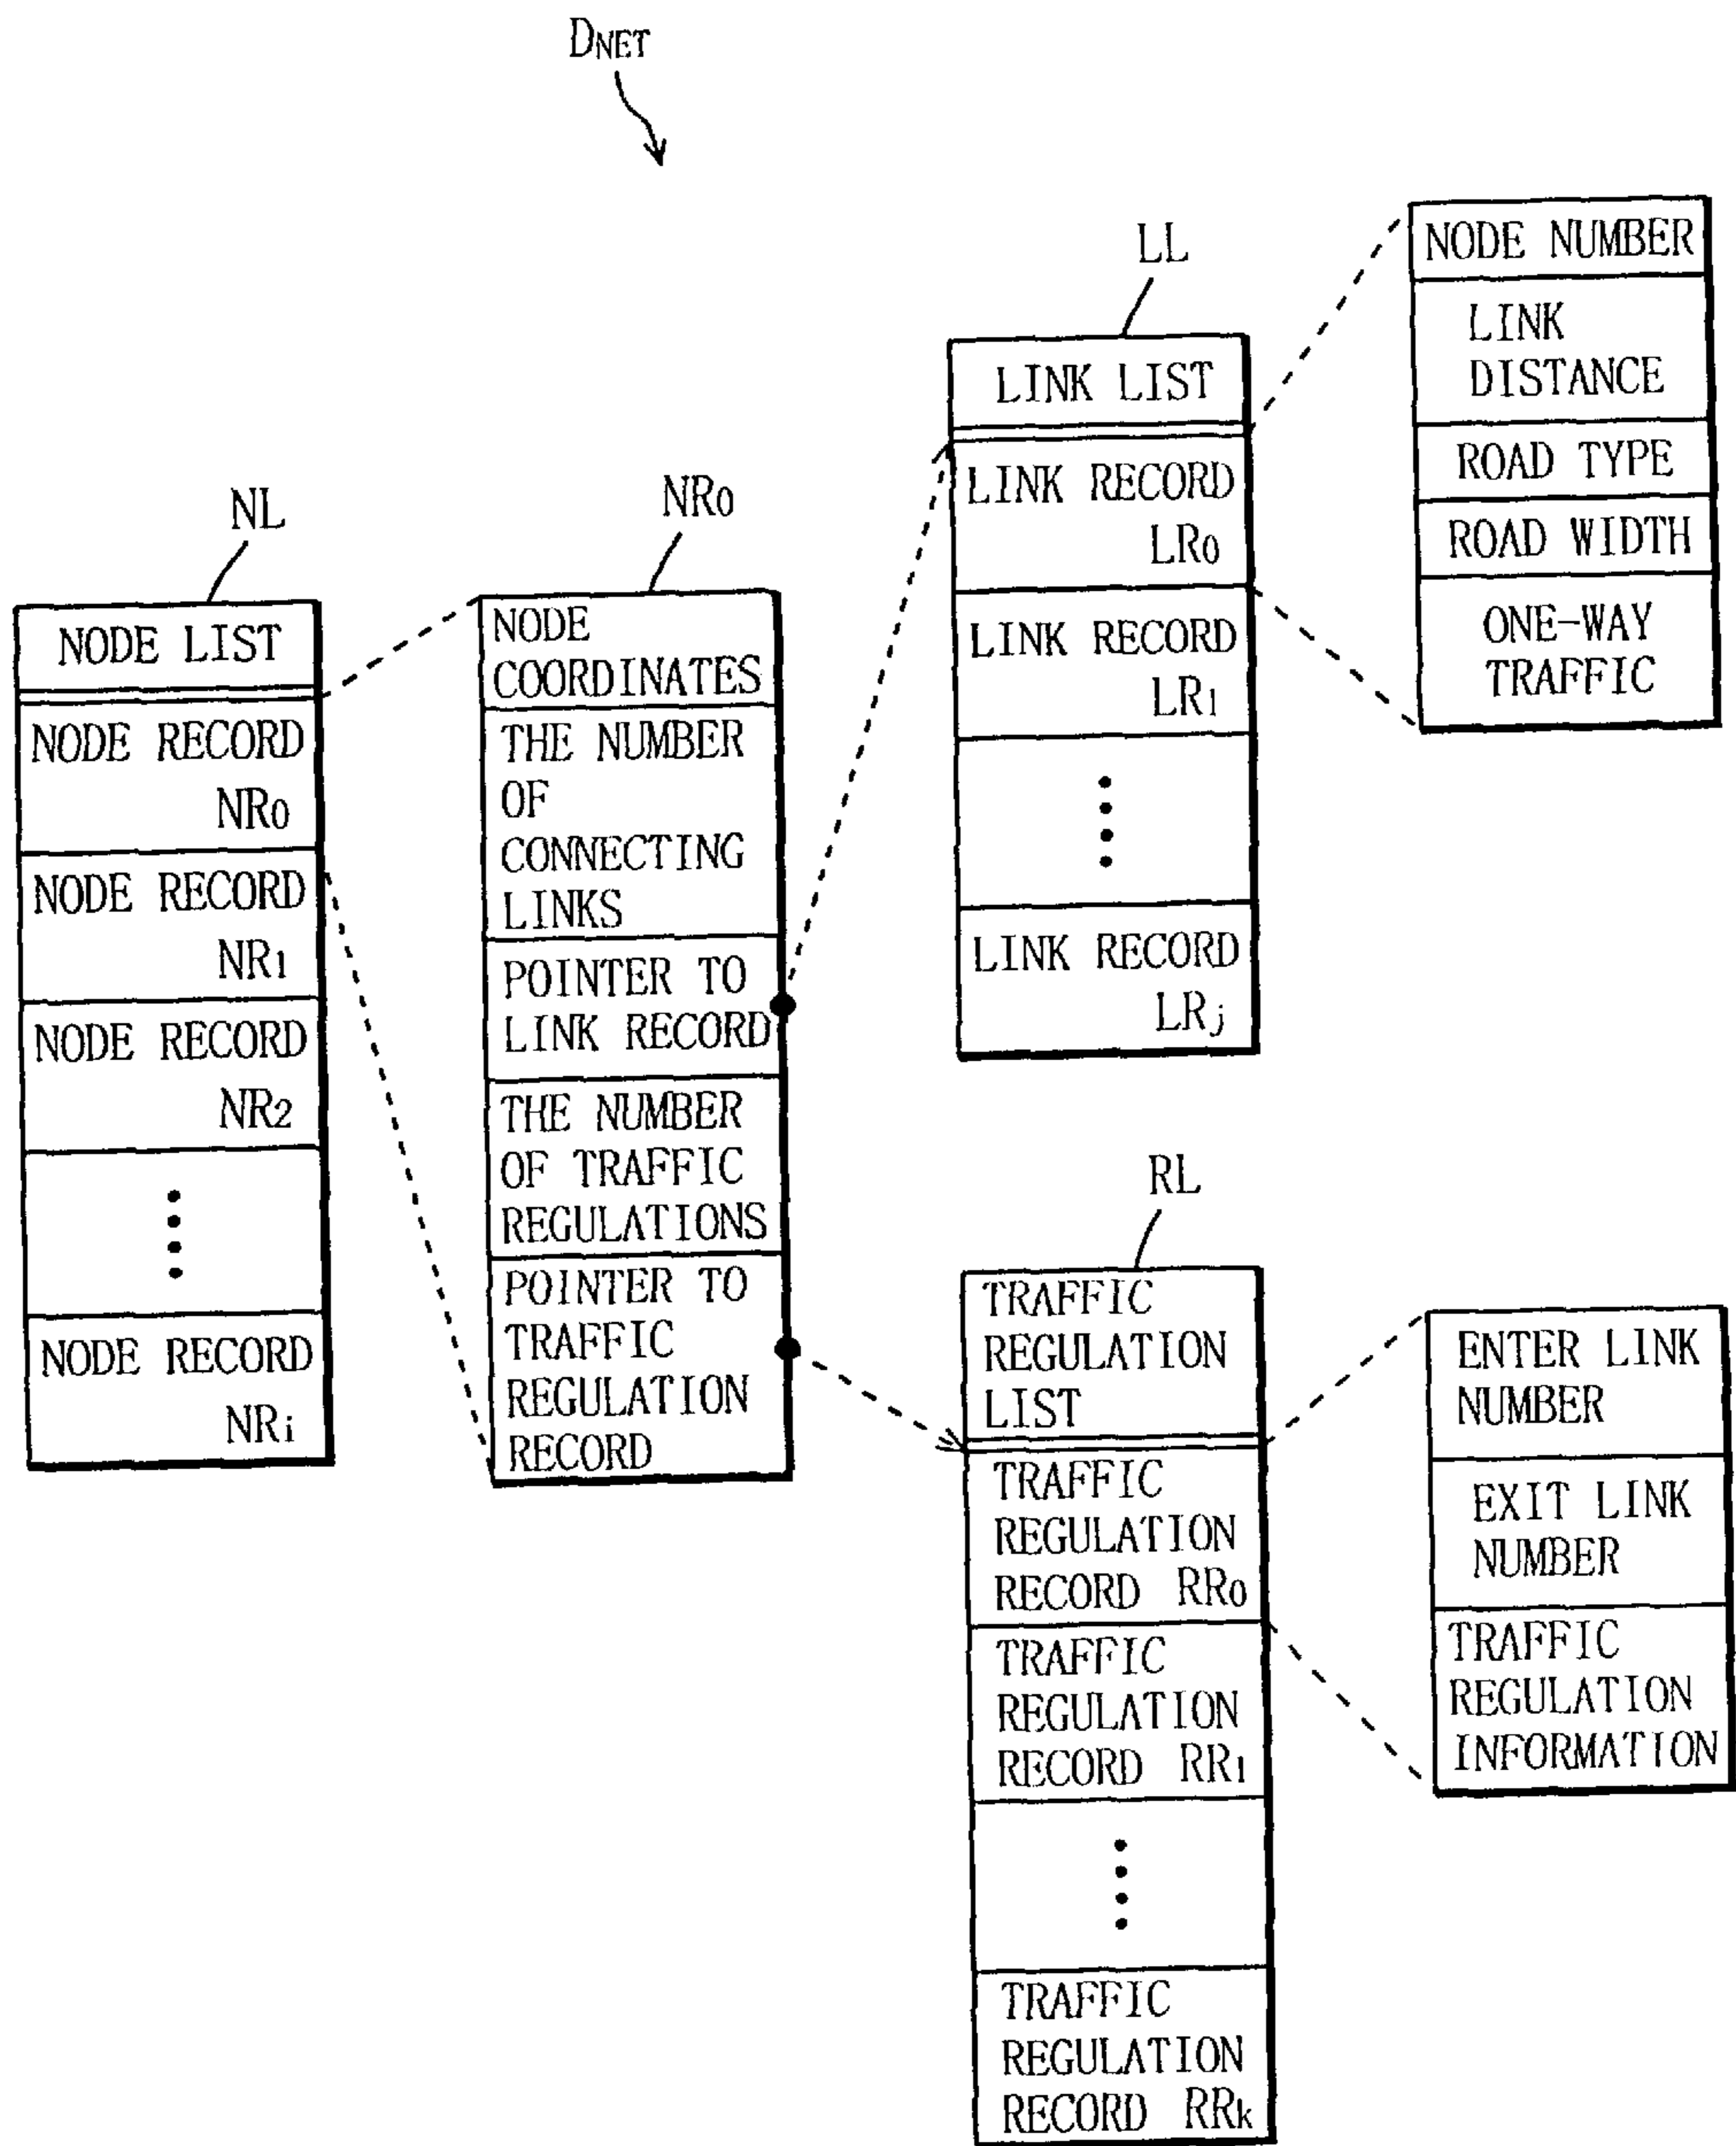 DNET
NL
NODE LIST
NODE RECORD
NR0
NODE RECORD
NR1
NODE RECORD
NR2
NODE RECORD
NRi
NR0
NODE
COORDINATES
THE NUMBER
OF
CONNECTING
LINKS
POINTER TO
LINK RECORD
THE NUMBER
OF TRAFFIC
REGULATIONS
POINTER TO
TRAFFIC
REGULATION
RECORD
LL
LINK LIST
LINK RECORD
LR0
LINK RECORD
LR1
LINK RECORD
LRj
NODE NUMBER
LINK
DISTANCE
ROAD TYPE
ROAD WIDTH
ONE-WAY
TRAFFIC
RL
TRAFFIC
REGULATION
LIST
TRAFFIC
REGULATION
RECORD RR0
TRAFFIC
REGULATION
RECORD RR1
TRAFFIC
REGULATION
RECORD RRk
ENTER LINK
NUMBER
EXIT LINK
NUMBER
TRAFFIC
REGULATION
INFORMATION